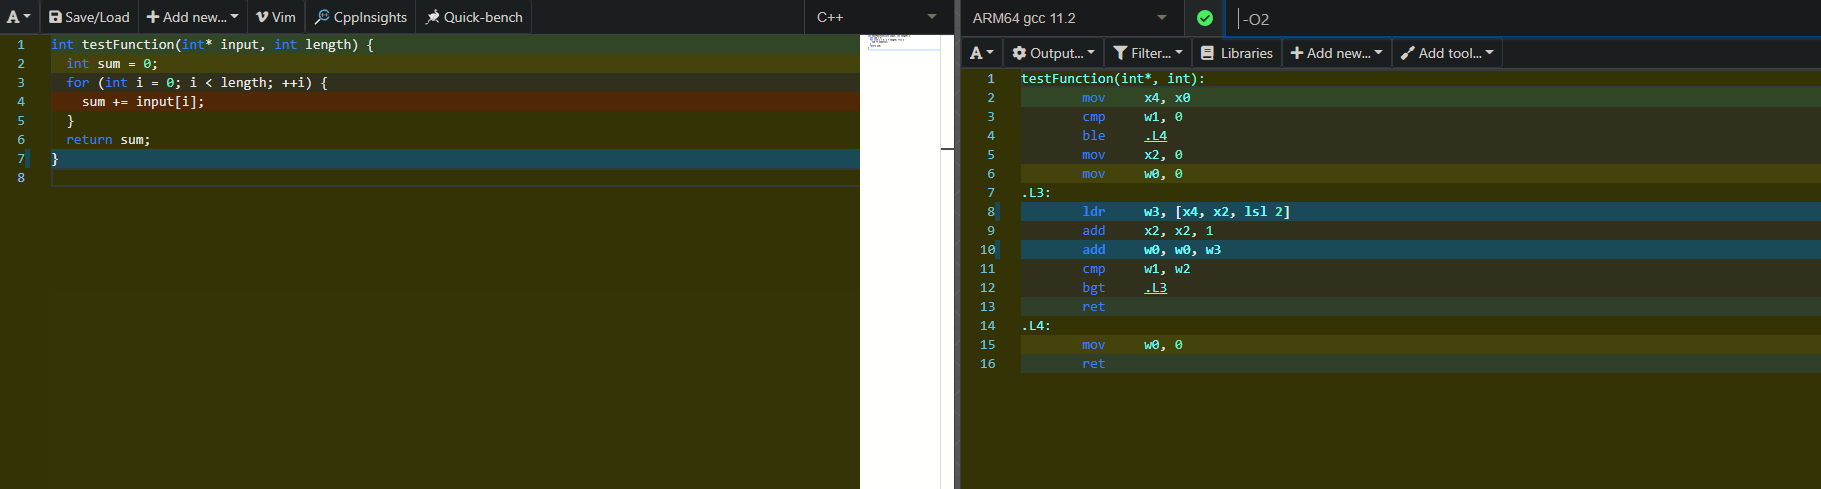 A Save/Load Add new... Vim CppInsights Quick-bench C++
1 int testFunction(int* input, int length) {
2 int sum = 0;
3 for (int i = 0; i < length; ++i) {
4 sum += input[i];
5 }
6 return sum;
7 }
8
ARM64 gcc 11.2 -O2
A Output... Filter... Libraries Add new... Add tool...
1 testFunction(int*, int):
2 mov x4, x0
3 cmp w1, 0
4 ble .L4
5 mov x2, 0
6 mov w0, 0
7 .L3:
8 ldr w3, [x4, x2, lsl 2]
9 add x2, x2, 1
10 add w0, w0, w3
11 cmp w1, w2
12 bgt .L3
13 ret
14 .L4:
15 mov w0, 0
16 ret